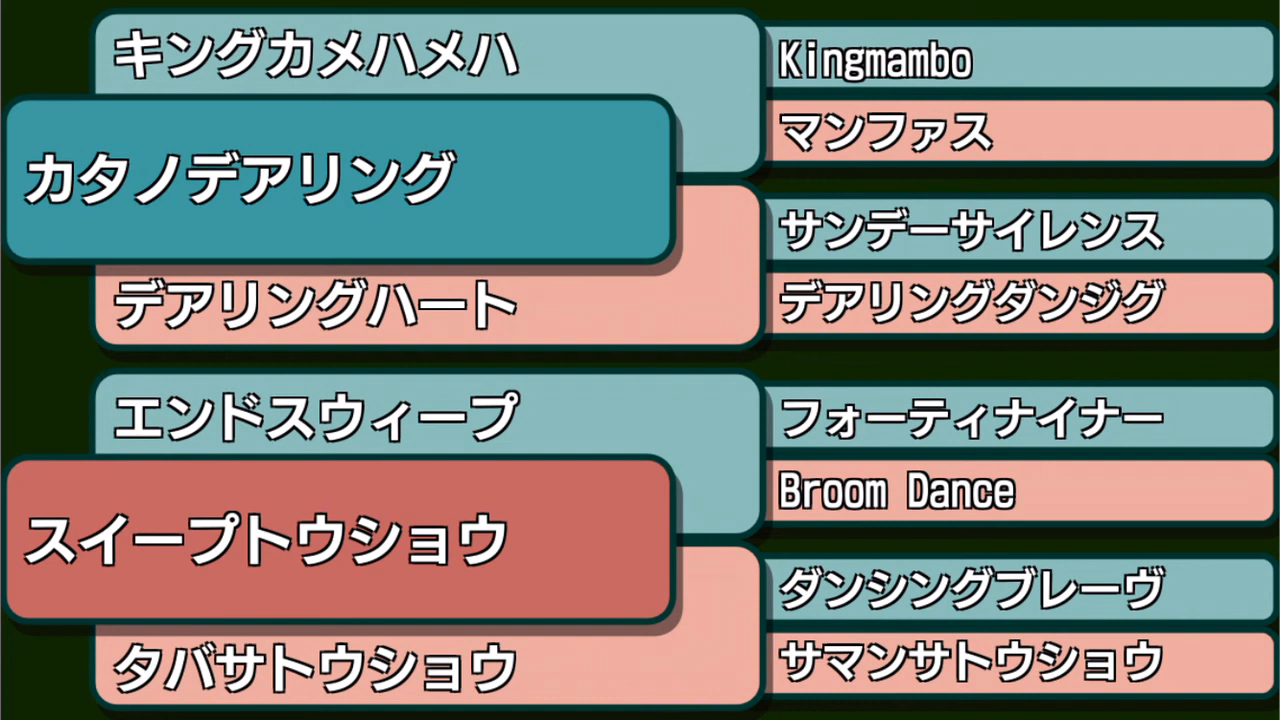 キングカメハメハ
Kingmambo
マンファス
カタノデアリング
サンデーサイレンス
デアリングハート
デアリングダンジグ
エンドスウィープ
フォーティナイナー
Broom Dance
スイープトウショウ
ダンシングブレーヴ
タバサトウショウ
サマンサトウショウ